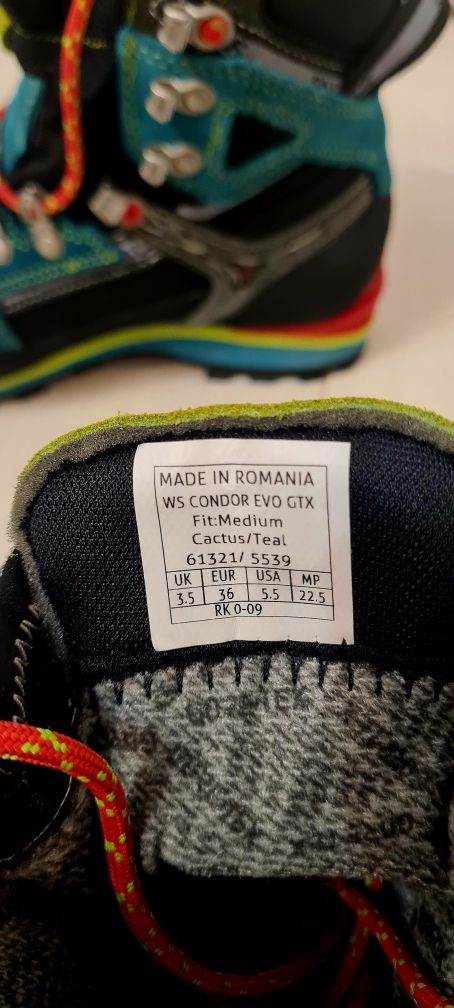 MADE IN ROMANIA
WS CONDOR EVO GTX
Fit:Medium
Cactus/Teal
61321/ 5539
UK EUR USA MP
3.5 36 5.5 22.5
RK 0-09